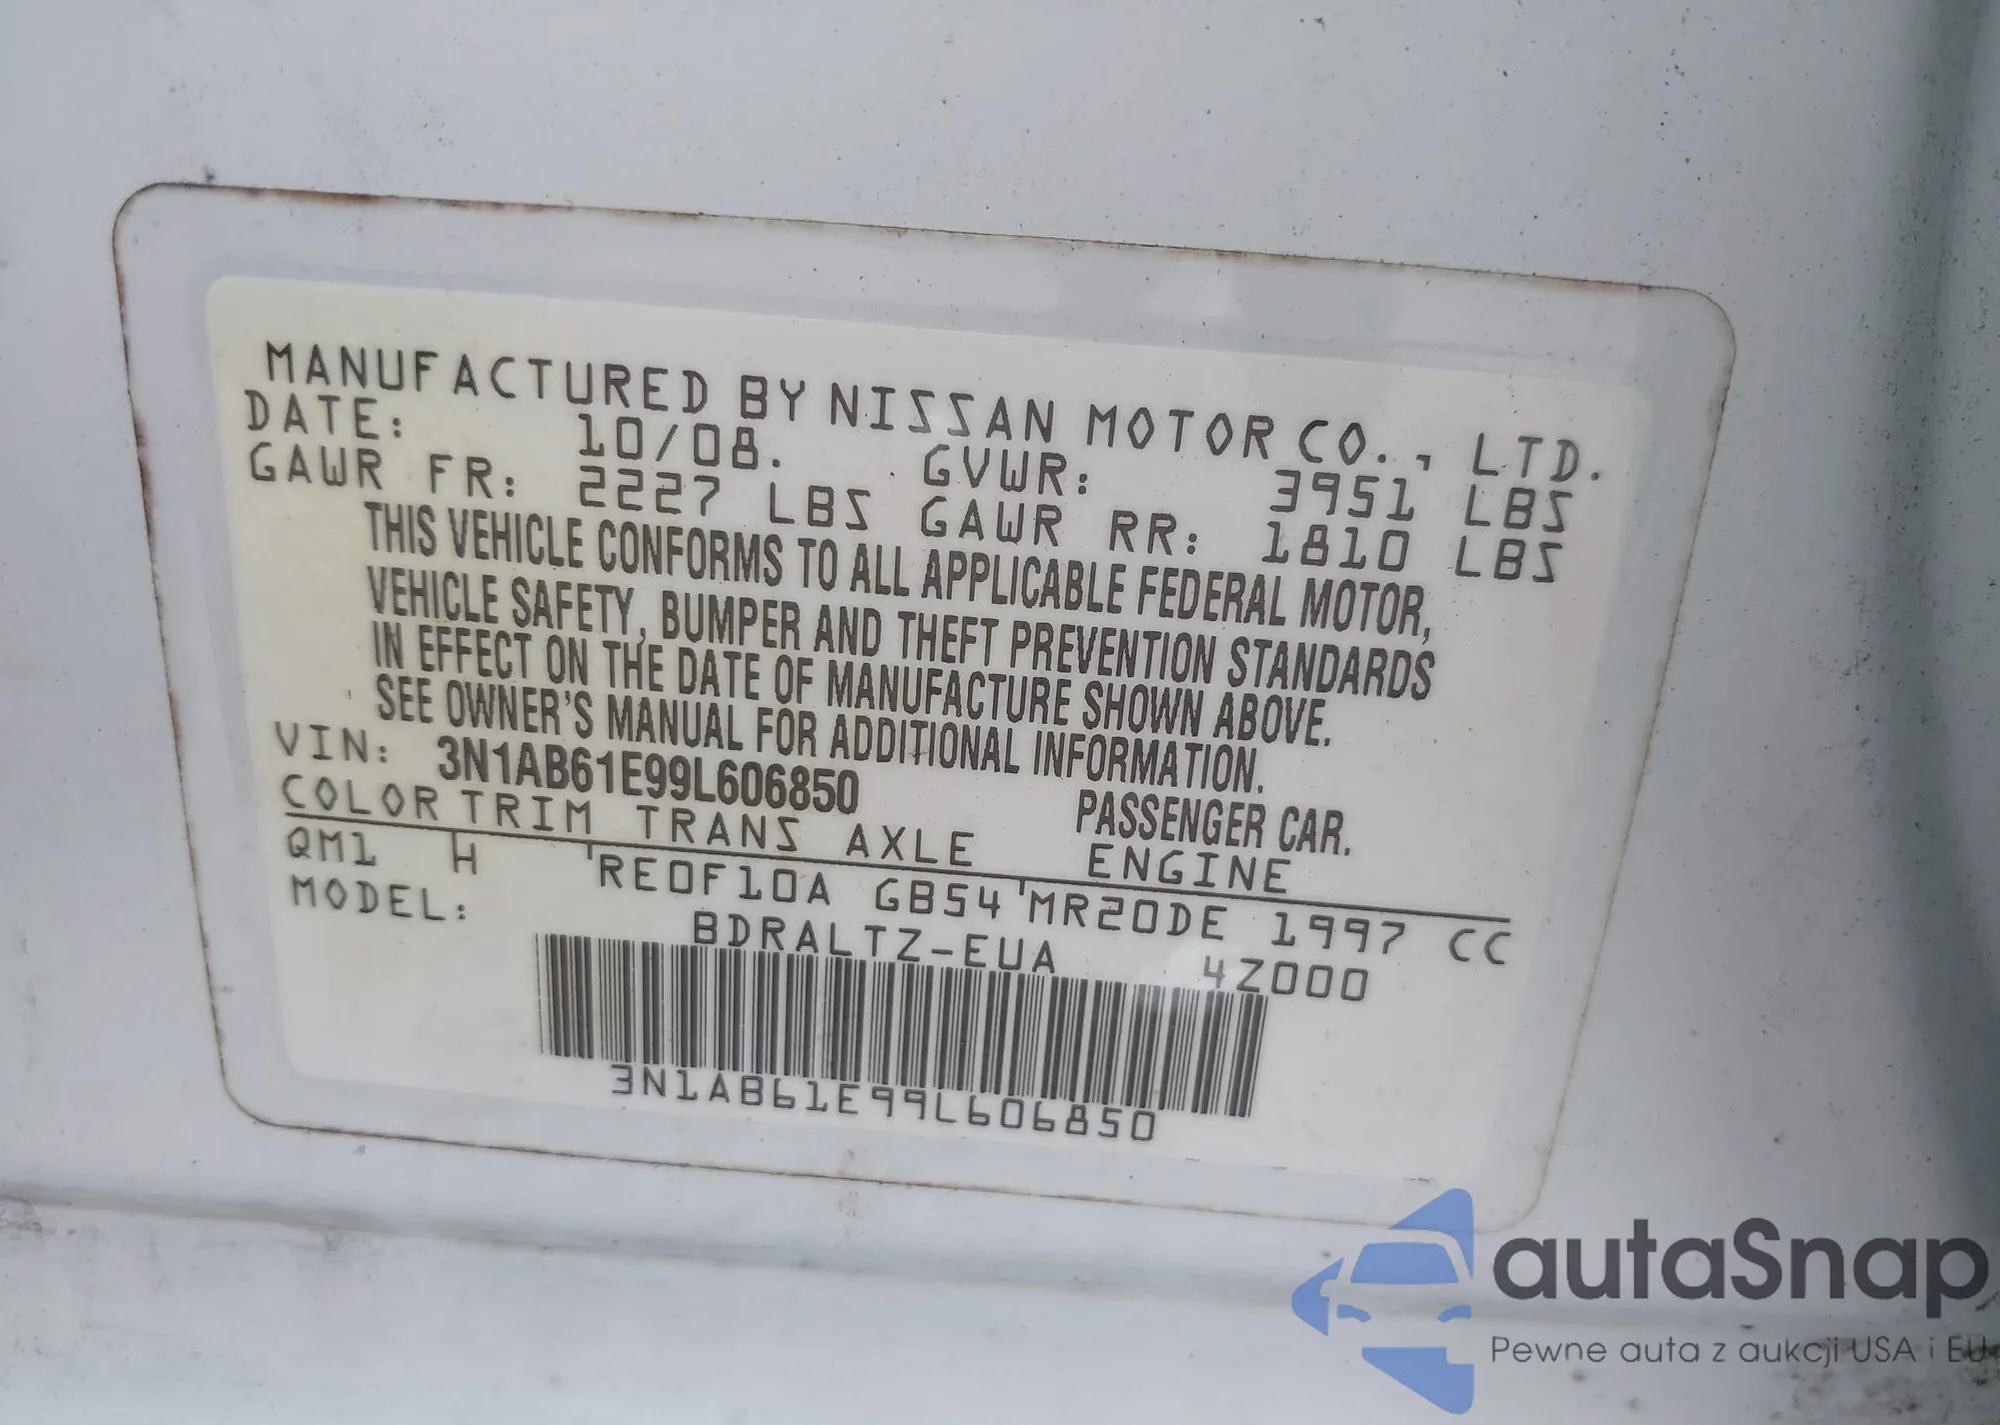 MANUFACTURED BY NISSAN MOTOR CO., LTD.
DATE: 10/08. GVWR: 3951 LBS
GAWR FR: 2227 LBS GAWR RR: 1810 LBS
THIS VEHICLE CONFORMS TO ALL APPLICABLE FEDERAL MOTOR,
VEHICLE SAFETY, BUMPER AND THEFT PREVENTION STANDARDS
IN EFFECT ON THE DATE OF MANUFACTURE SHOWN ABOVE.
SEE OWNER'S MANUAL FOR ADDITIONAL INFORMATION.
VIN: 3N1AB61E99L606850 PASSENGER CAR.
COLOR TRIM TRANS AXLE ENGINE
QM1 H RE0F10A GB54 MR20DE 1997 CC
MODEL: BDRALTZ-EUA 4Z000
3N1AB61E99L606850
autaSnap
Pewne auta z aukcji USA i EU